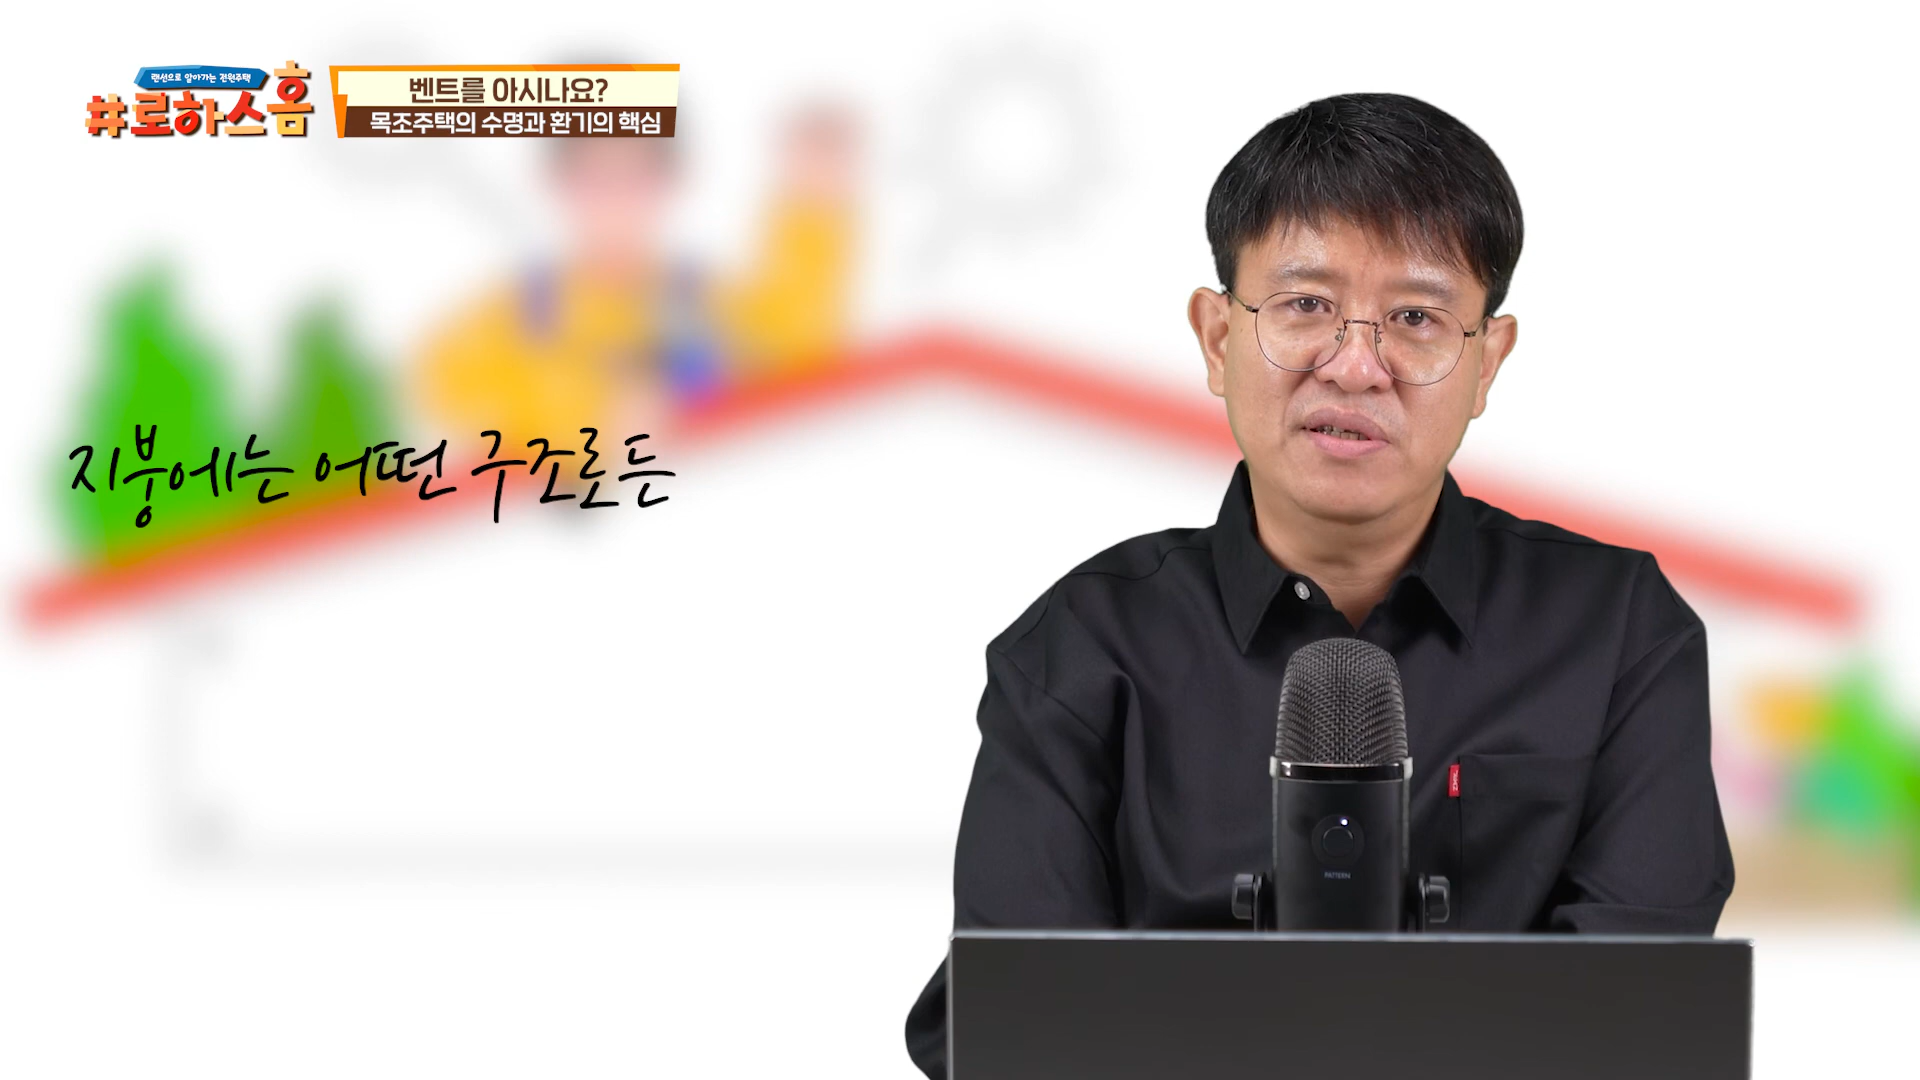 랜선으로 알아가는 전원주택
#로하스홈
벤트를 아시나요?
목조주택의 수명과 환기의 핵심
지붕에는 어떤 구조로든
PATTERN